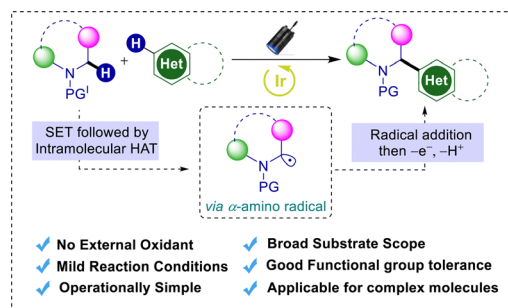 H
N
PG^I
+
H
Het
Ir
N
PG
Het
SET followed by
Intramolecular HAT
N
PG
via α-amino radical
Radical addition
then –e⁻, –H⁺
No External Oxidant
Mild Reaction Conditions
Operationally Simple
Broad Substrate Scope
Good Functional group tolerance
Applicable for complex molecules